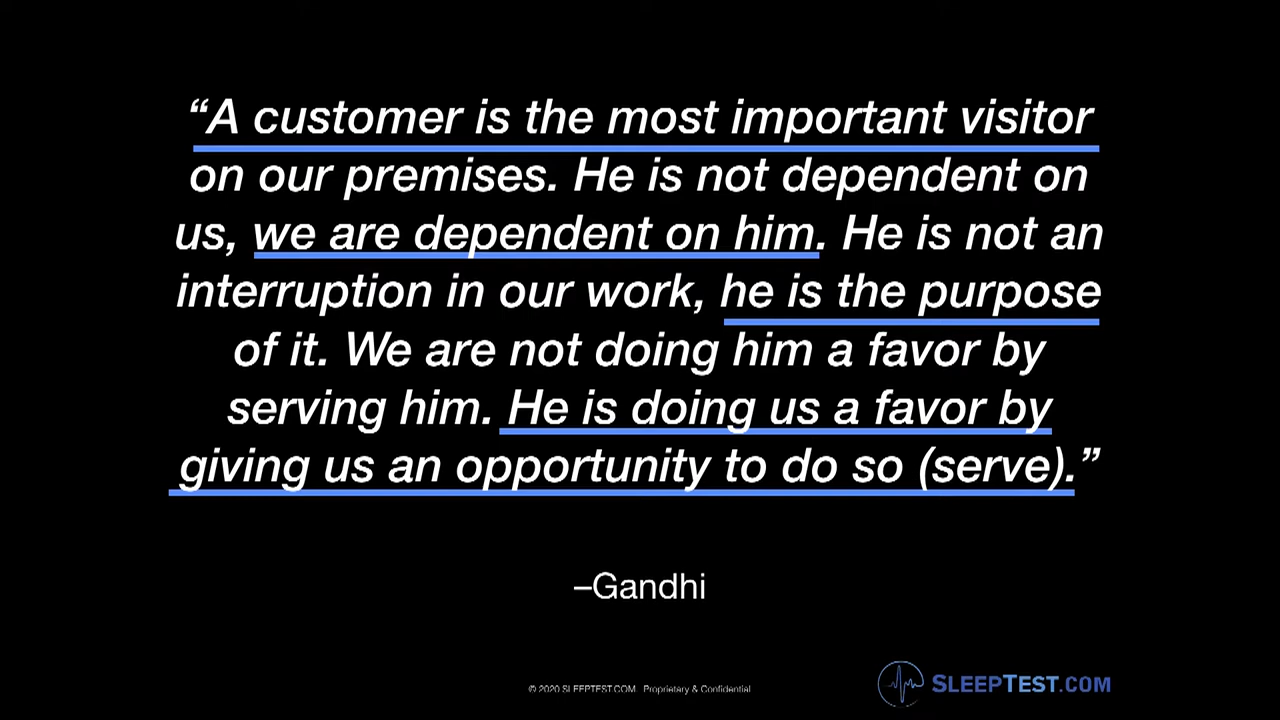 “A customer is the most important visitor
on our premises. He is not dependent on
us, we are dependent on him. He is not an
interruption in our work, he is the purpose
of it. We are not doing him a favor by
serving him. He is doing us a favor by
giving us an opportunity to do so (serve).”
–Gandhi
© 2020 SLEEPTEST.COM Proprietary & Confidential
SLEEPTEST.COM